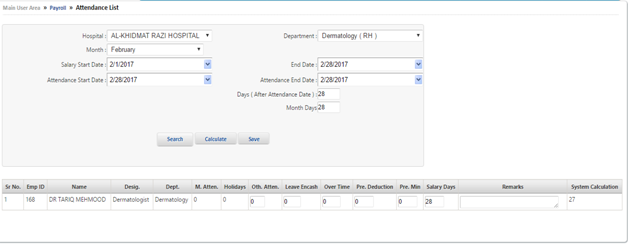 Main User Area » Payroll » Attendance List
Hospital : AL-KHIDMAT RAZI HOSPITAL Department : Dermatology ( RH )
Month : February
Salary Start Date : 2/1/2017 End Date : 2/28/2017
Attendance Start Date : 2/28/2017 Attendance End Date : 2/28/2017
Days ( After Attendance Date ) : 28
Month Days 28
Search Calculate Save
Sr No. Emp ID Name Desig. Dept. M. Atten. Holidays Oth. Atten. Leave Encash Over Time Pre. Deduction Pre. Min Salary Days Remarks System Calculation
1 168 DR TARIQ MEHMOOD Dermatologist Dermatology 0 0 0 0 0 0 0 28 27